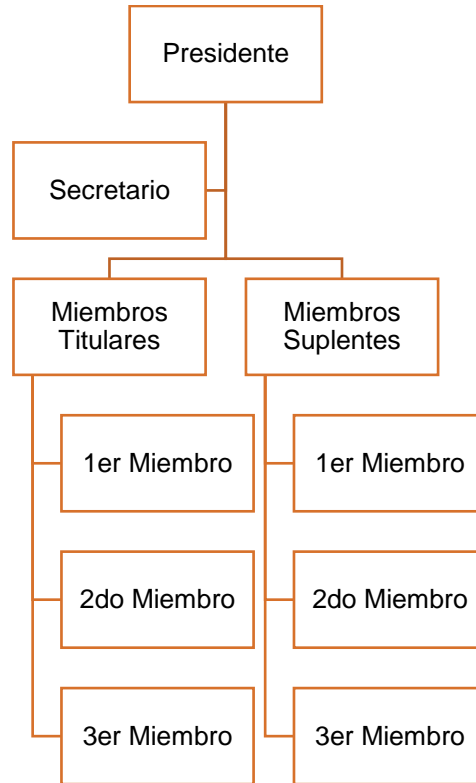 Presidente
Secretario
Miembros
Titulares
Miembros
Suplentes
1er Miembro
1er Miembro
2do Miembro
2do Miembro
3er Miembro
3er Miembro